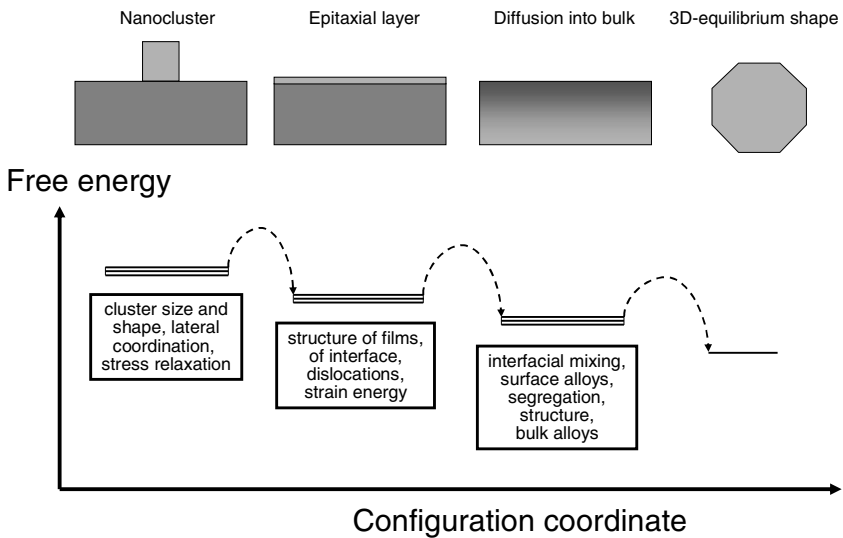 Nanocluster
Epitaxial layer
Diffusion into bulk
3D-equilibrium shape
Free energy
cluster size and
shape, lateral
coordination,
stress relaxation
structure of films,
of interface,
dislocations,
strain energy
interfacial mixing,
surface alloys,
segregation,
structure,
bulk alloys
Configuration coordinate